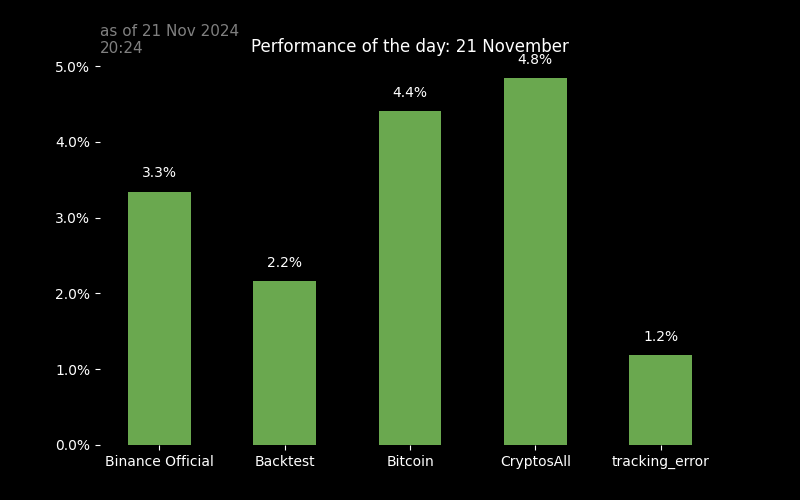 as of 21 Nov 2024
20:24
Performance of the day: 21 November
5.0%
4.0%
3.0%
2.0%
1.0%
0.0%
3.3%
2.2%
4.4%
4.8%
1.2%
Binance Official
Backtest
Bitcoin
CryptosAll
tracking_error